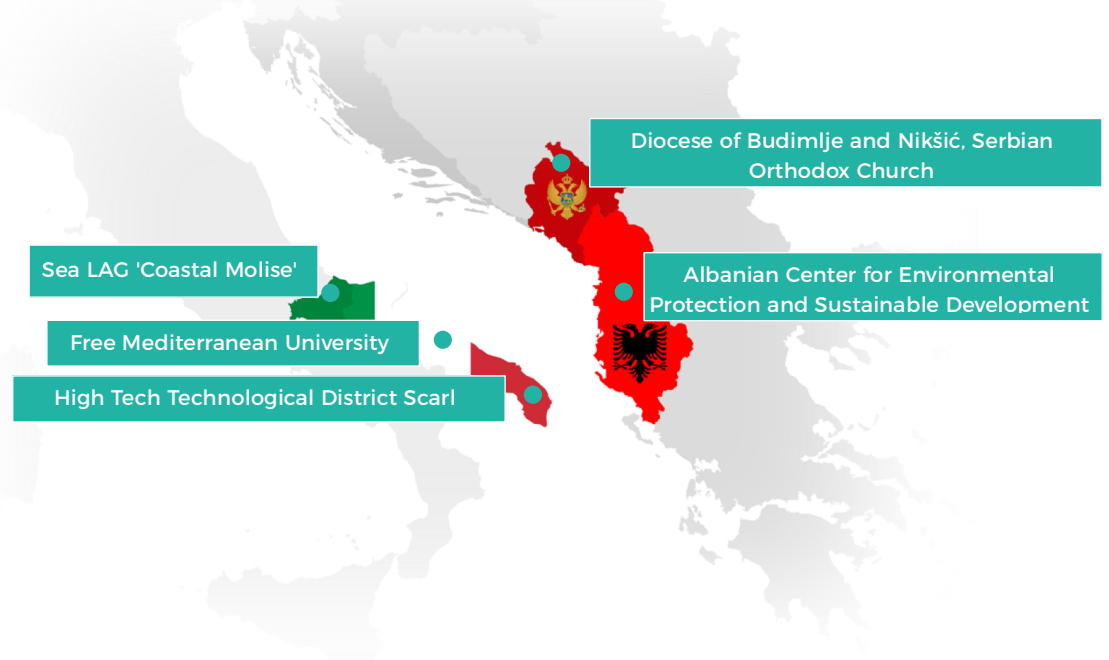 Diocese of Budimlje and Nikšić, Serbian
Orthodox Church
Sea LAG 'Coastal Molise'
Albanian Center for Environmental
Protection and Sustainable Development
Free Mediterranean University
High Tech Technological District Scarl